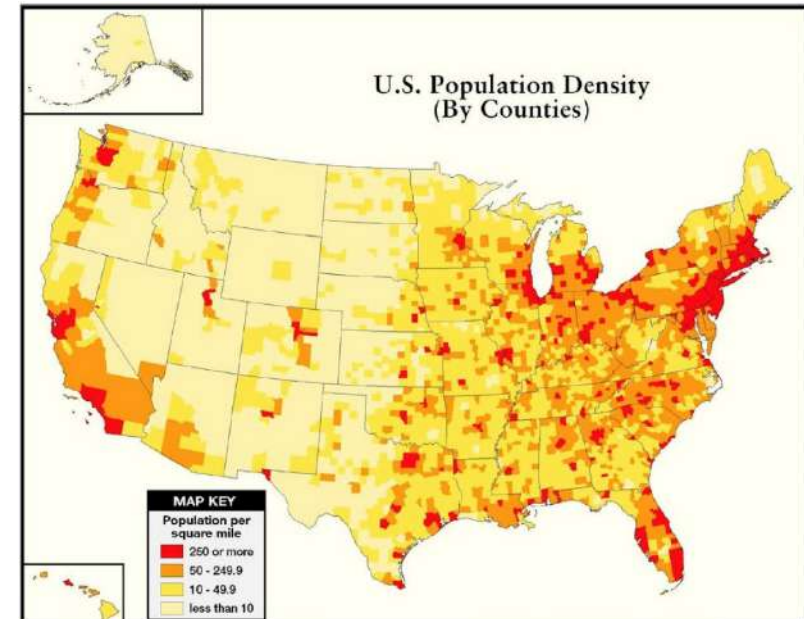 U.S. Population Density
(By Counties)
MAP KEY
Population per
square mile
250 or more
50 - 249.9
10 - 49.9
less than 10